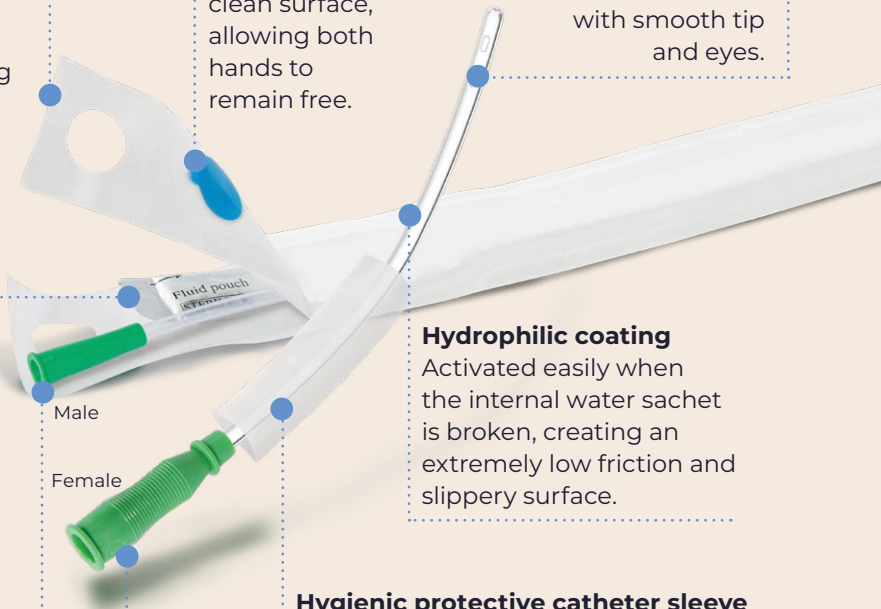 clean surface,
allowing both
hands to
remain free.
with smooth tip
and eyes.
g
Fluid pouch
Hydrophilic coating
Activated easily when
the internal water sachet
is broken, creating an
extremely low friction and
slippery surface.
Male
Female
Hygienic protective catheter sleeve